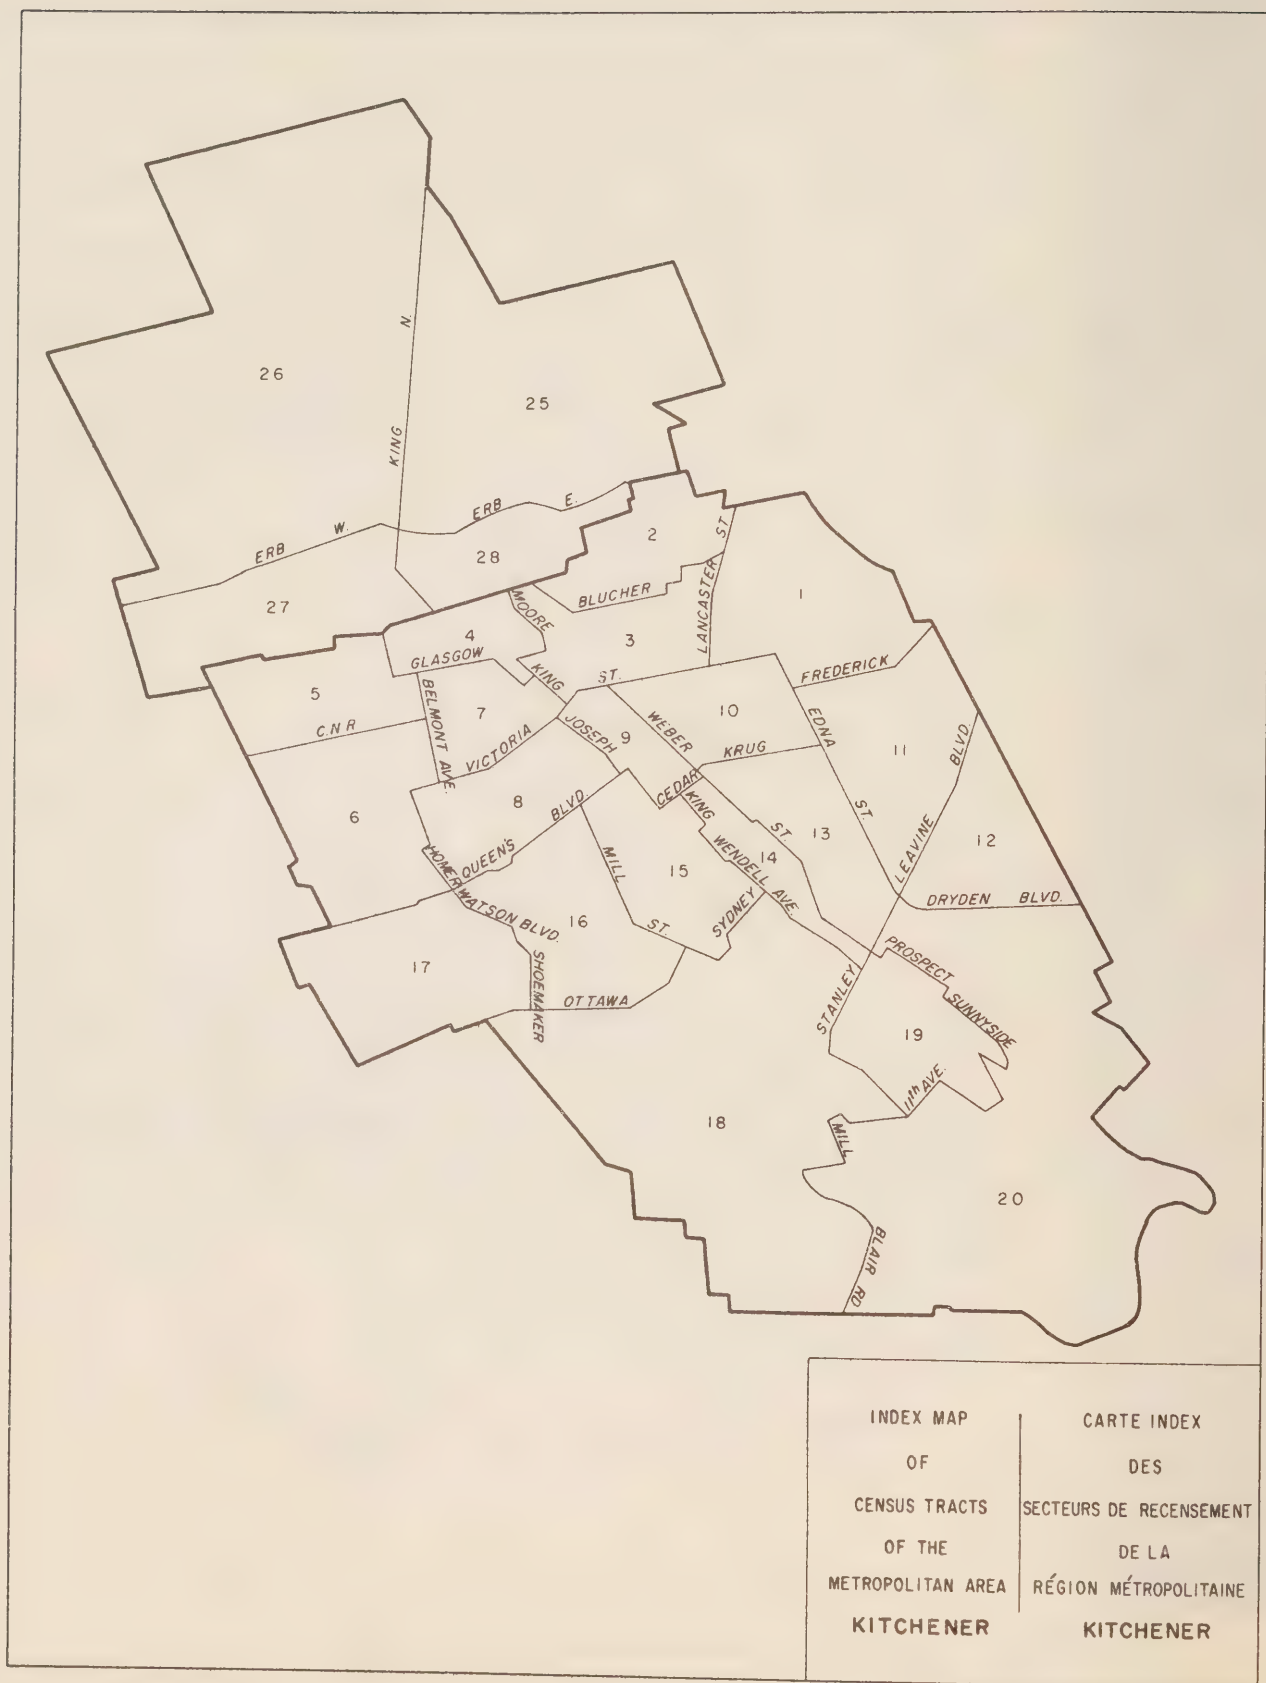 KING N.
26
25
ERB W.
ERB E.
28
27
2
BLUCHER
LANCASTER ST
1
MOORE
3
4
GLASGOW
KING ST.
FREDERICK
5
C.N.R
BELMONT AVE.
7
VICTORIA
JOSEPH
9
WEBER ST.
10
KRUG
EDNA ST.
11
LEAVINE BLVD.
12
DRYDEN BLVD.
6
8
QUEEN'S BLVD.
CEDAR
KING
13
14
WENDELL AVE.
15
MILL ST.
SYDNEY
HOMER WATSON BLVD.
16
17
SHOEMAKER
OTTAWA
STANLEY
PROSPECT
SUNNYSIDE
19
11th AVE.
18
MILL
20
BLAIR RD
INDEX MAP
OF
CENSUS TRACTS
OF THE
METROPOLITAN AREA
KITCHENER
CARTE INDEX
DES
SECTEURS DE RECENSEMENT
DE LA
RÉGION MÉTROPOLITAINE
KITCHENER